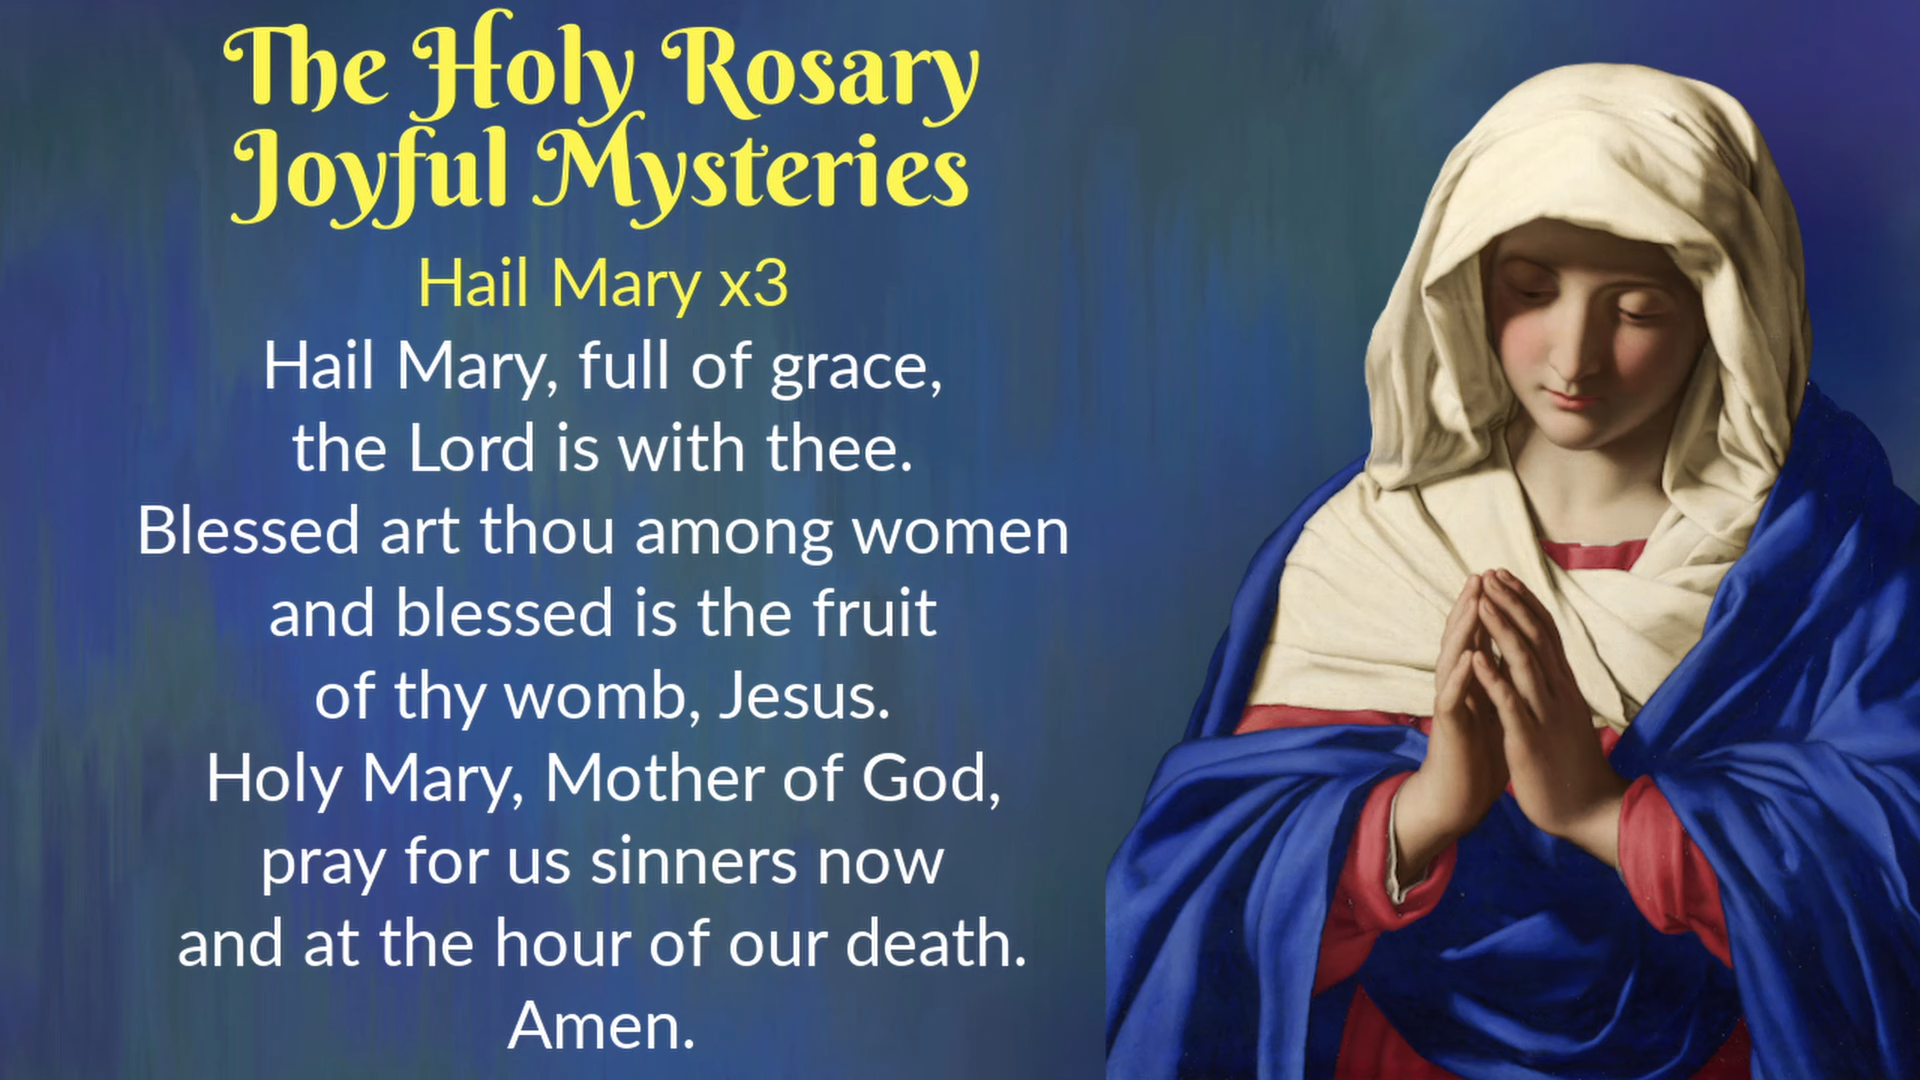 The Holy Rosary
Joyful Mysteries
Hail Mary x3
Hail Mary, full of grace,
the Lord is with thee.
Blessed art thou among women
and blessed is the fruit
of thy womb, Jesus.
Holy Mary, Mother of God,
pray for us sinners now
and at the hour of our death.
Amen.